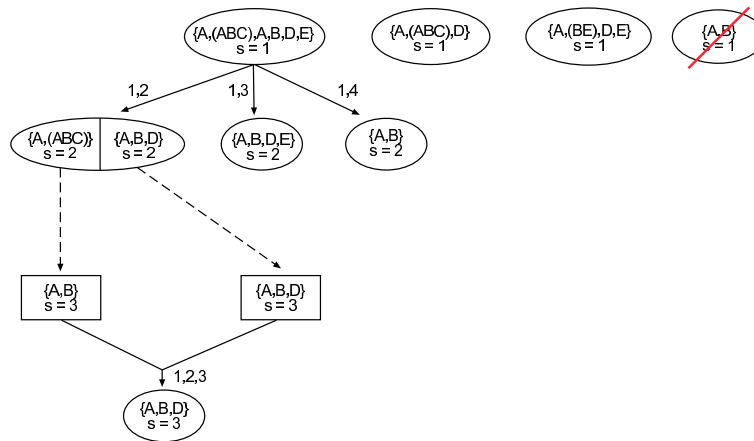 {A,(ABC),A,B,D,E}
s = 1
{A,(ABC),D}
s = 1
{A,(BE),D,E}
s = 1
{A,B}
s = 1
1,2
1,3
1,4
{A,(ABC)}
s = 2
{A,B,D}
s = 2
{A,B,D,E}
s = 2
{A,B}
s = 2
{A,B}
s = 3
{A,B,D}
s = 3
1,2,3
{A,B,D}
s = 3